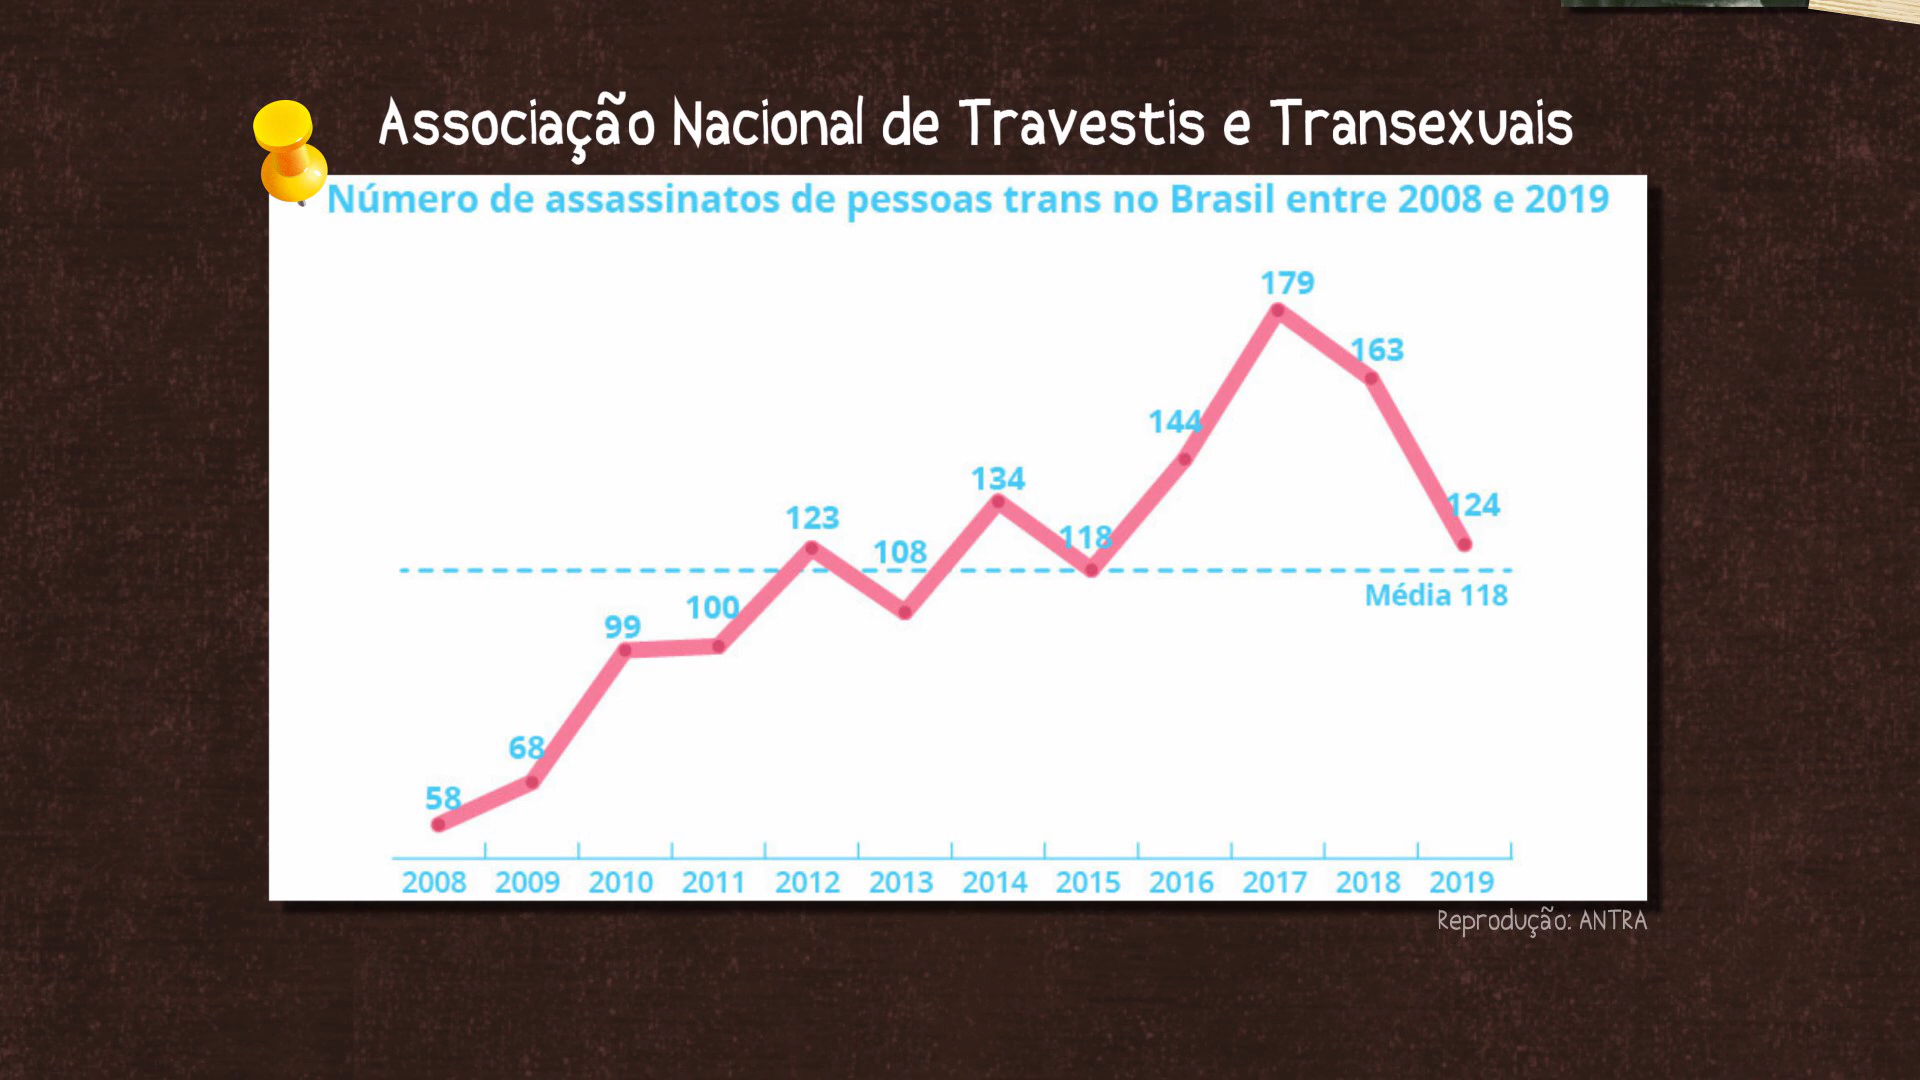 Associação Nacional de Travestis e Transexuais
Número de assassinatos de pessoas trans no Brasil entre 2008 e 2019
179
163
144
134
124
123
118
108
Média 118
100
99
68
58
2008 2009 2010 2011 2012 2013 2014 2015 2016 2017 2018 2019
Reprodução: ANTRA